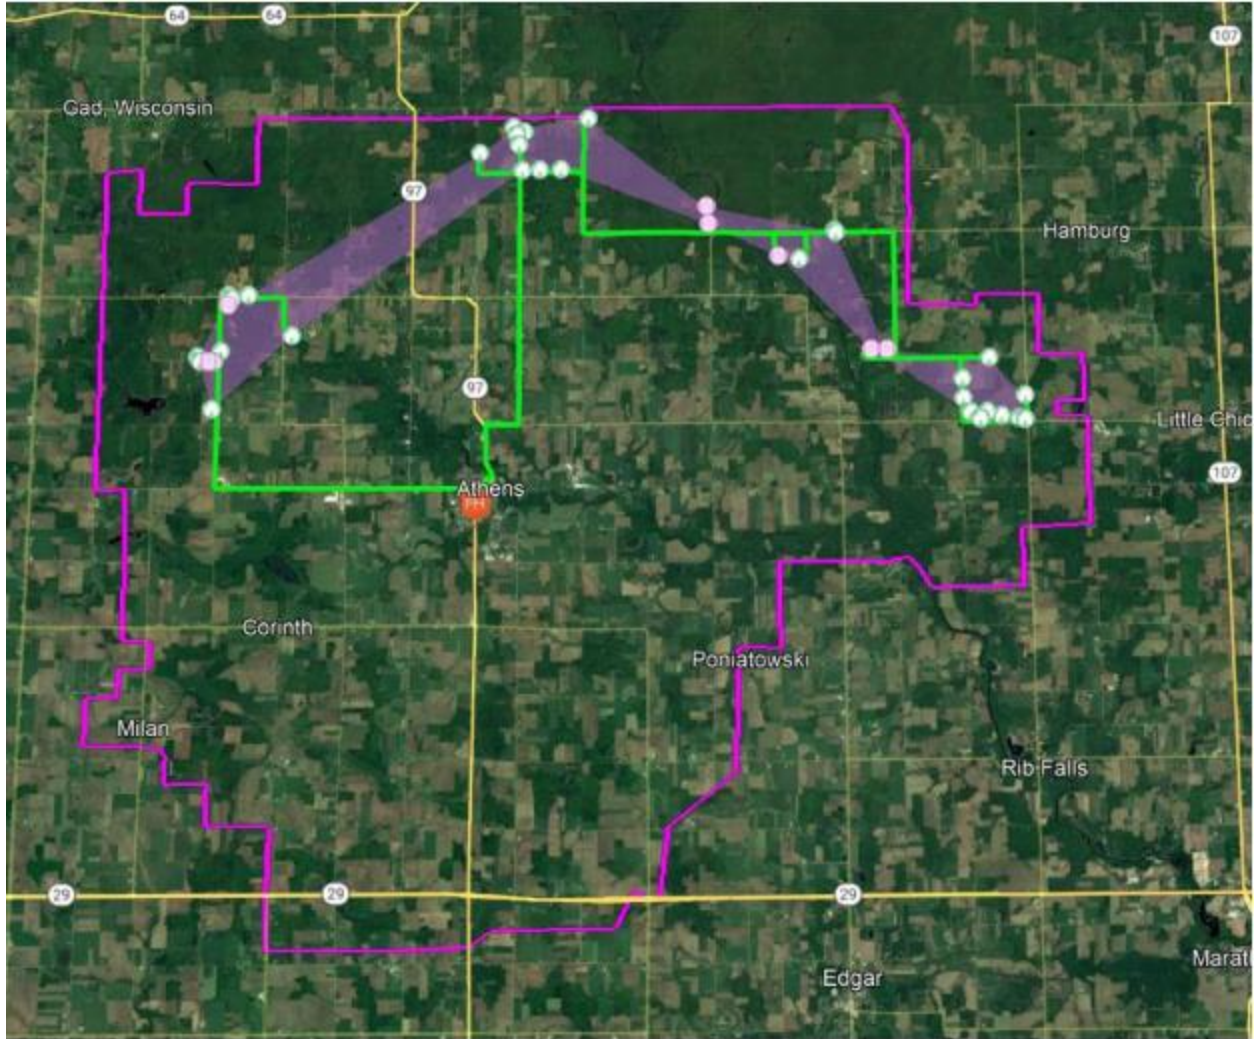 64
64
107
Gad, Wisconsin
97
Hamburg
97
Little Chic
107
Athens
Corinth
Poniatowski
Milan
Rib Falls
29
29
29
Marat
Edgar